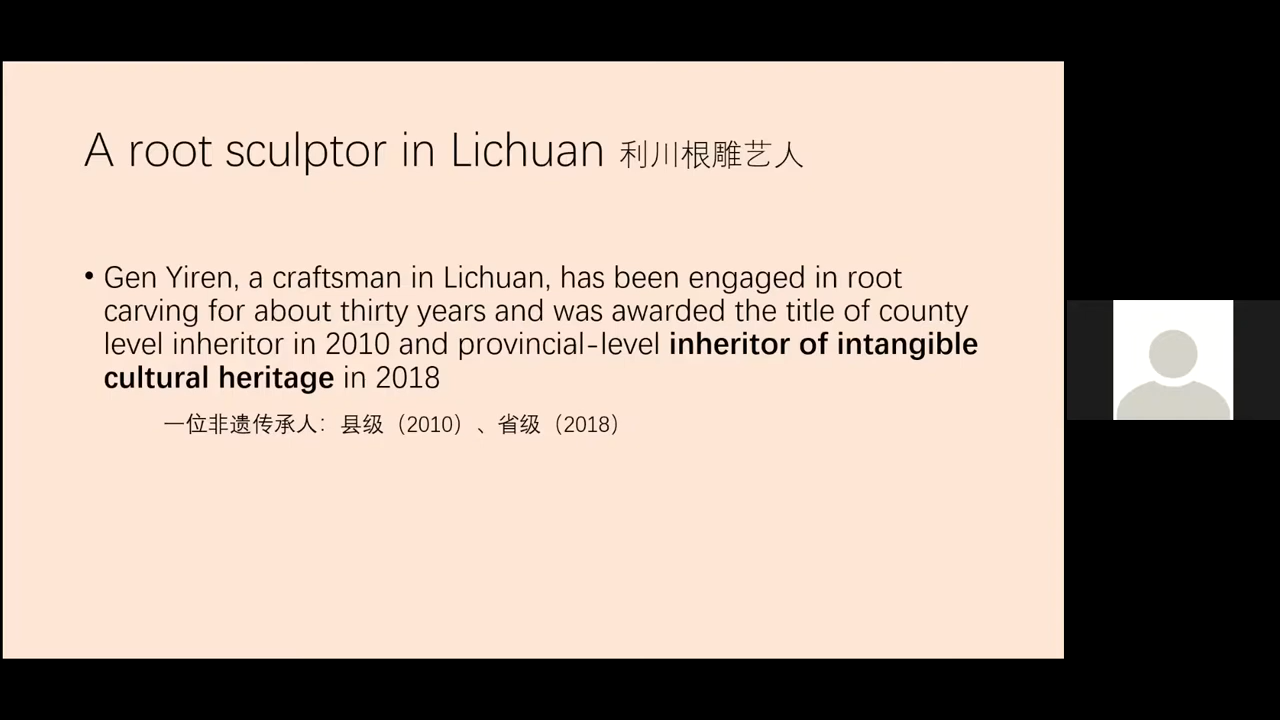 A root sculptor in Lichuan 利川根雕艺人
• Gen Yiren, a craftsman in Lichuan, has been engaged in root
carving for about thirty years and was awarded the title of county
level inheritor in 2010 and provincial-level inheritor of intangible
cultural heritage in 2018
一位非遗传承人：县级（2010）、省级（2018）